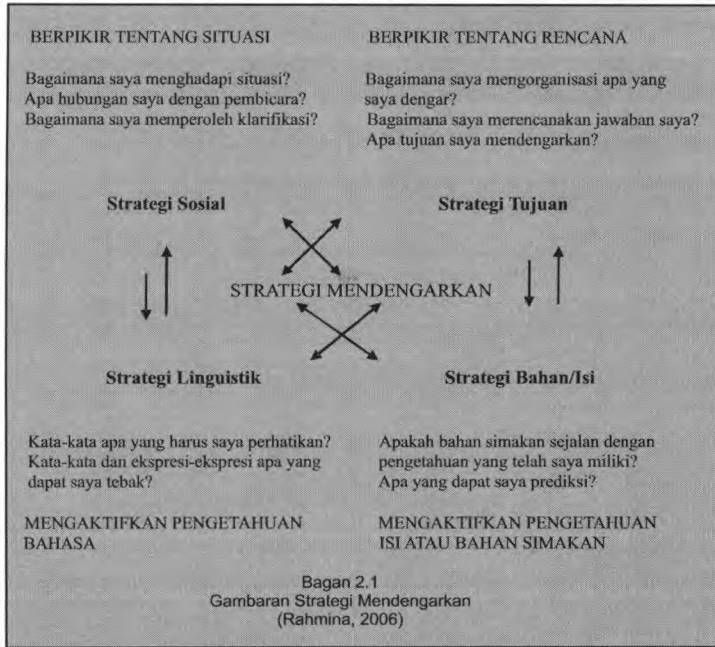 BERPIKIR TENTANG SITUASI
Bagaimana saya menghadapi situasi?
Apa hubungan saya dengan pembicara?
Bagaimana saya memperoleh klarifikasi?
BERPIKIR TENTANG RENCANA
Bagaimana saya mengorganisasi apa yang
saya dengar?
Bagaimana saya merencanakan jawaban saya?
Apa tujuan saya mendengarkan?
Strategi Sosial
Strategi Tujuan
STRATEGI MENDENGARKAN
Strategi Linguistik
Strategi Bahan/Isi
Kata-kata apa yang harus saya perhatikan?
Kata-kata dan ekspresi-ekspresi apa yang
dapat saya tebak?
MENGAKTIFKAN PENGETAHUAN
BAHASA
Apakah bahan simakan sejalan dengan
pengetahuan yang telah saya miliki?
Apa yang dapat saya prediksi?
MENGAKTIFKAN PENGETAHUAN
ISI ATAU BAHAN SIMAKAN
Bagan 2.1
Gambaran Strategi Mendengarkan
(Rahmina, 2006)